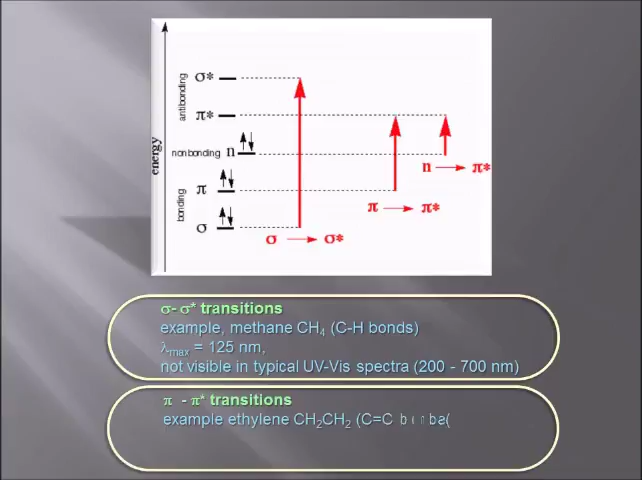 antibonding
σ*
π*
energy
nonbonding n
n → π*
bonding
π
π → π*
σ
σ → σ*
σ- σ* transitions
example, methane CH₄ (C-H bonds)
λmax = 125 nm,
not visible in typical UV-Vis spectra (200 - 700 nm)
π - π* transitions
example ethylene CH₂CH₂ (C=C